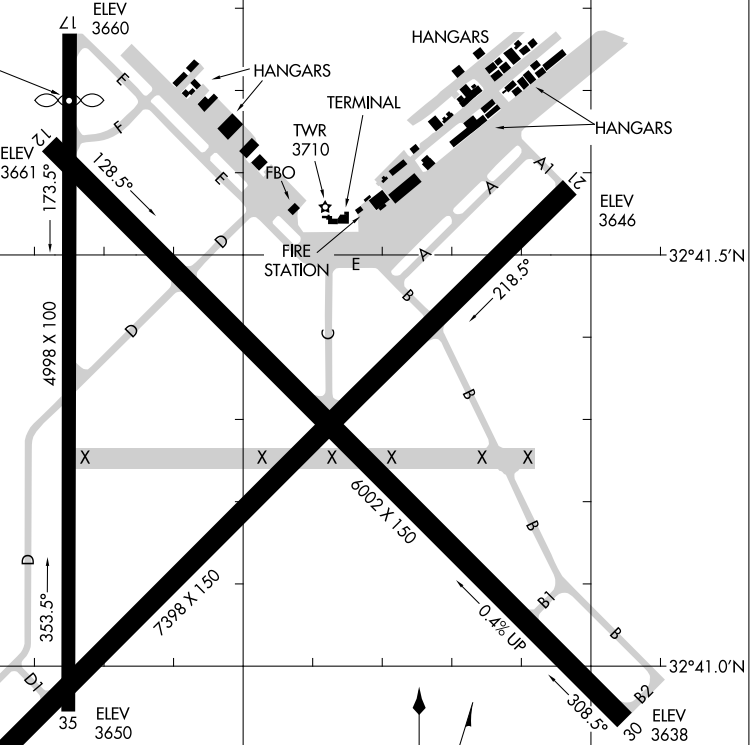 17
ELEV
3660
HANGARS
HANGARS
TERMINAL
TWR
3710
HANGARS
E
F
12
ELEV
3661
173.5°
128.5°
E
FBO
A1
21
A
ELEV
3646
D
FIRE
STATION
E
A
32°41.5'N
218.5°
B
4998 X 100
D
C
B
X
X
X
X
X
X
6002 X 150
B
D
353.5°
7398 X 150
B1
0.4% UP
B
32°41.0'N
D1
B2
308.5°
35
ELEV
3650
30
ELEV
3638